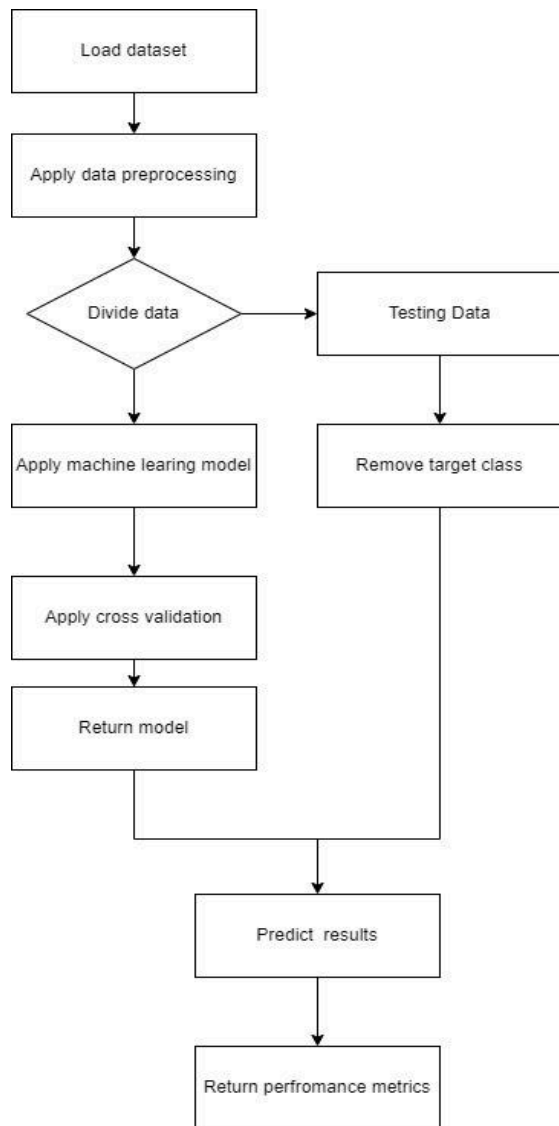 Load dataset
Apply data preprocessing
Divide data
Testing Data
Apply machine learing model
Remove target class
Apply cross validation
Return model
Predict results
Return perfromance metrics